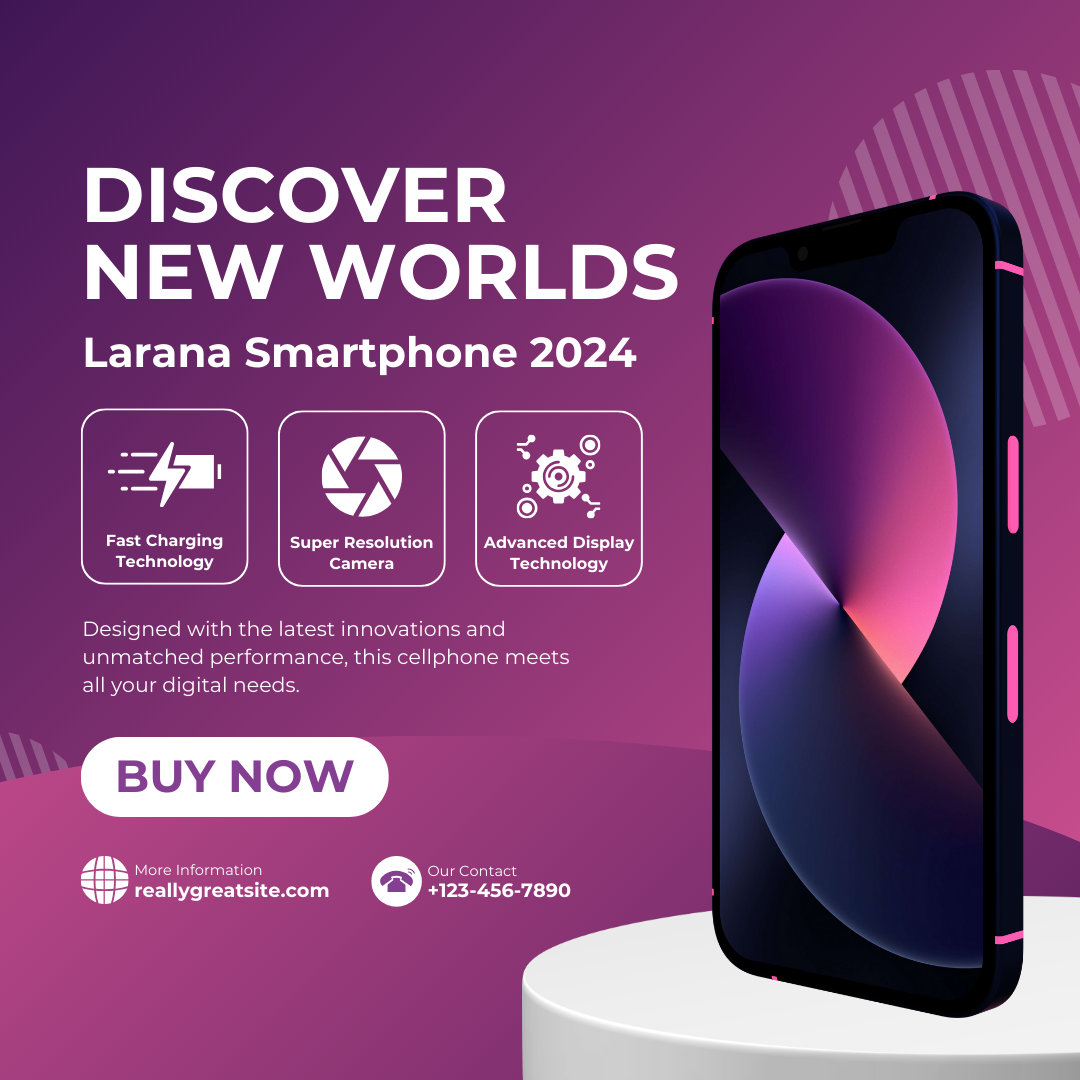 DISCOVER
NEW WORLDS
Larana Smartphone 2024
Fast Charging
Technology
Super Resolution
Camera
Advanced Display
Technology
Designed with the latest innovations and
unmatched performance, this cellphone meets
all your digital needs.
BUY NOW
More Information
reallygreatsite.com
Our Contact
+123-456-7890